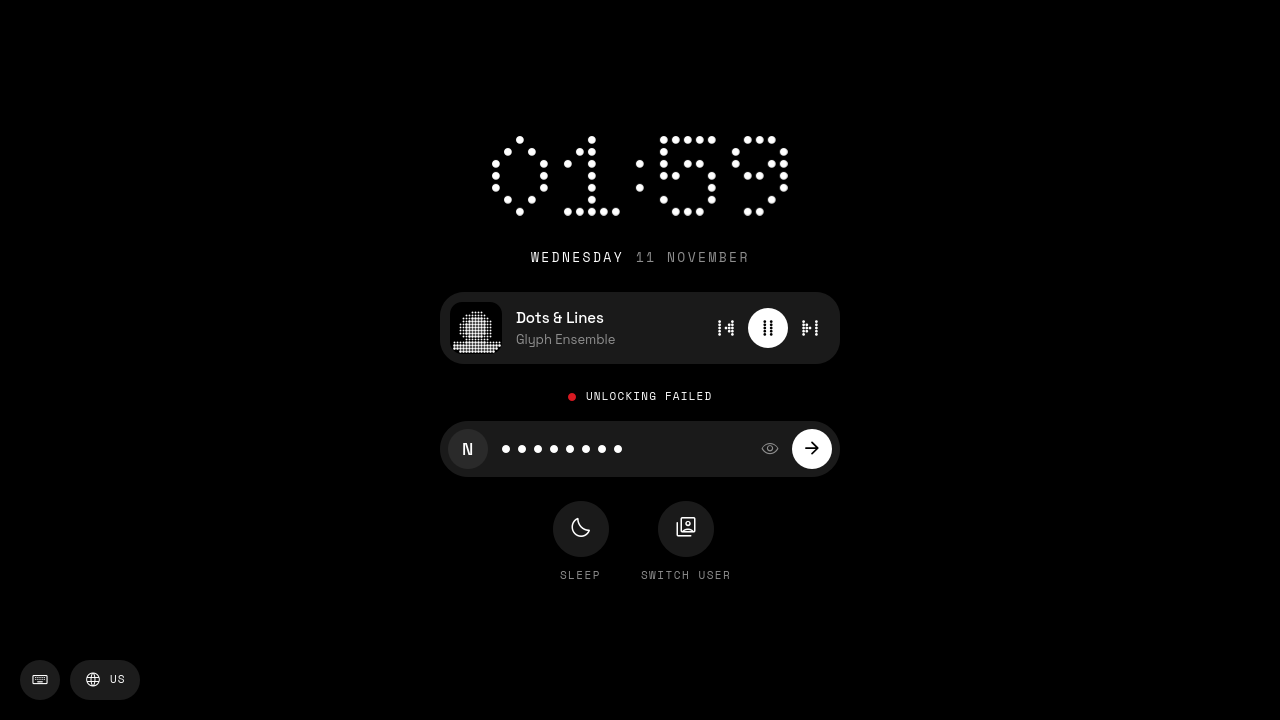 01:59
WEDNESDAY 11 NOVEMBER
Dots & Lines
Glyph Ensemble
UNLOCKING FAILED
N
SLEEP
SWITCH USER
US